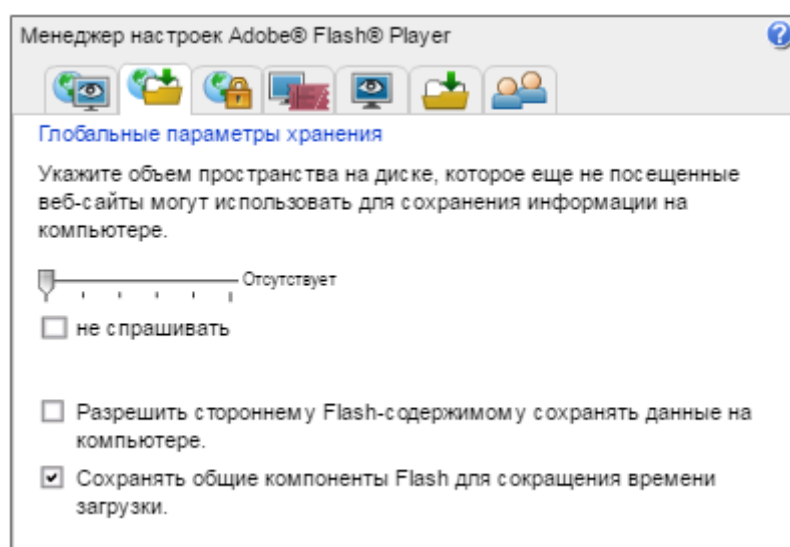 Менеджер настроек Adobe® Flash® Player
?
Глобальные параметры хранения
Укажите объем пространства на диске, которое еще не посещенные
веб-сайты могут использовать для сохранения информации на
компьютере.
Отсутствует
не спрашивать
Разрешить стороннему Flash-содержимому сохранять данные на
компьютере.
Сохранять общие компоненты Flash для сокращения времени
загрузки.